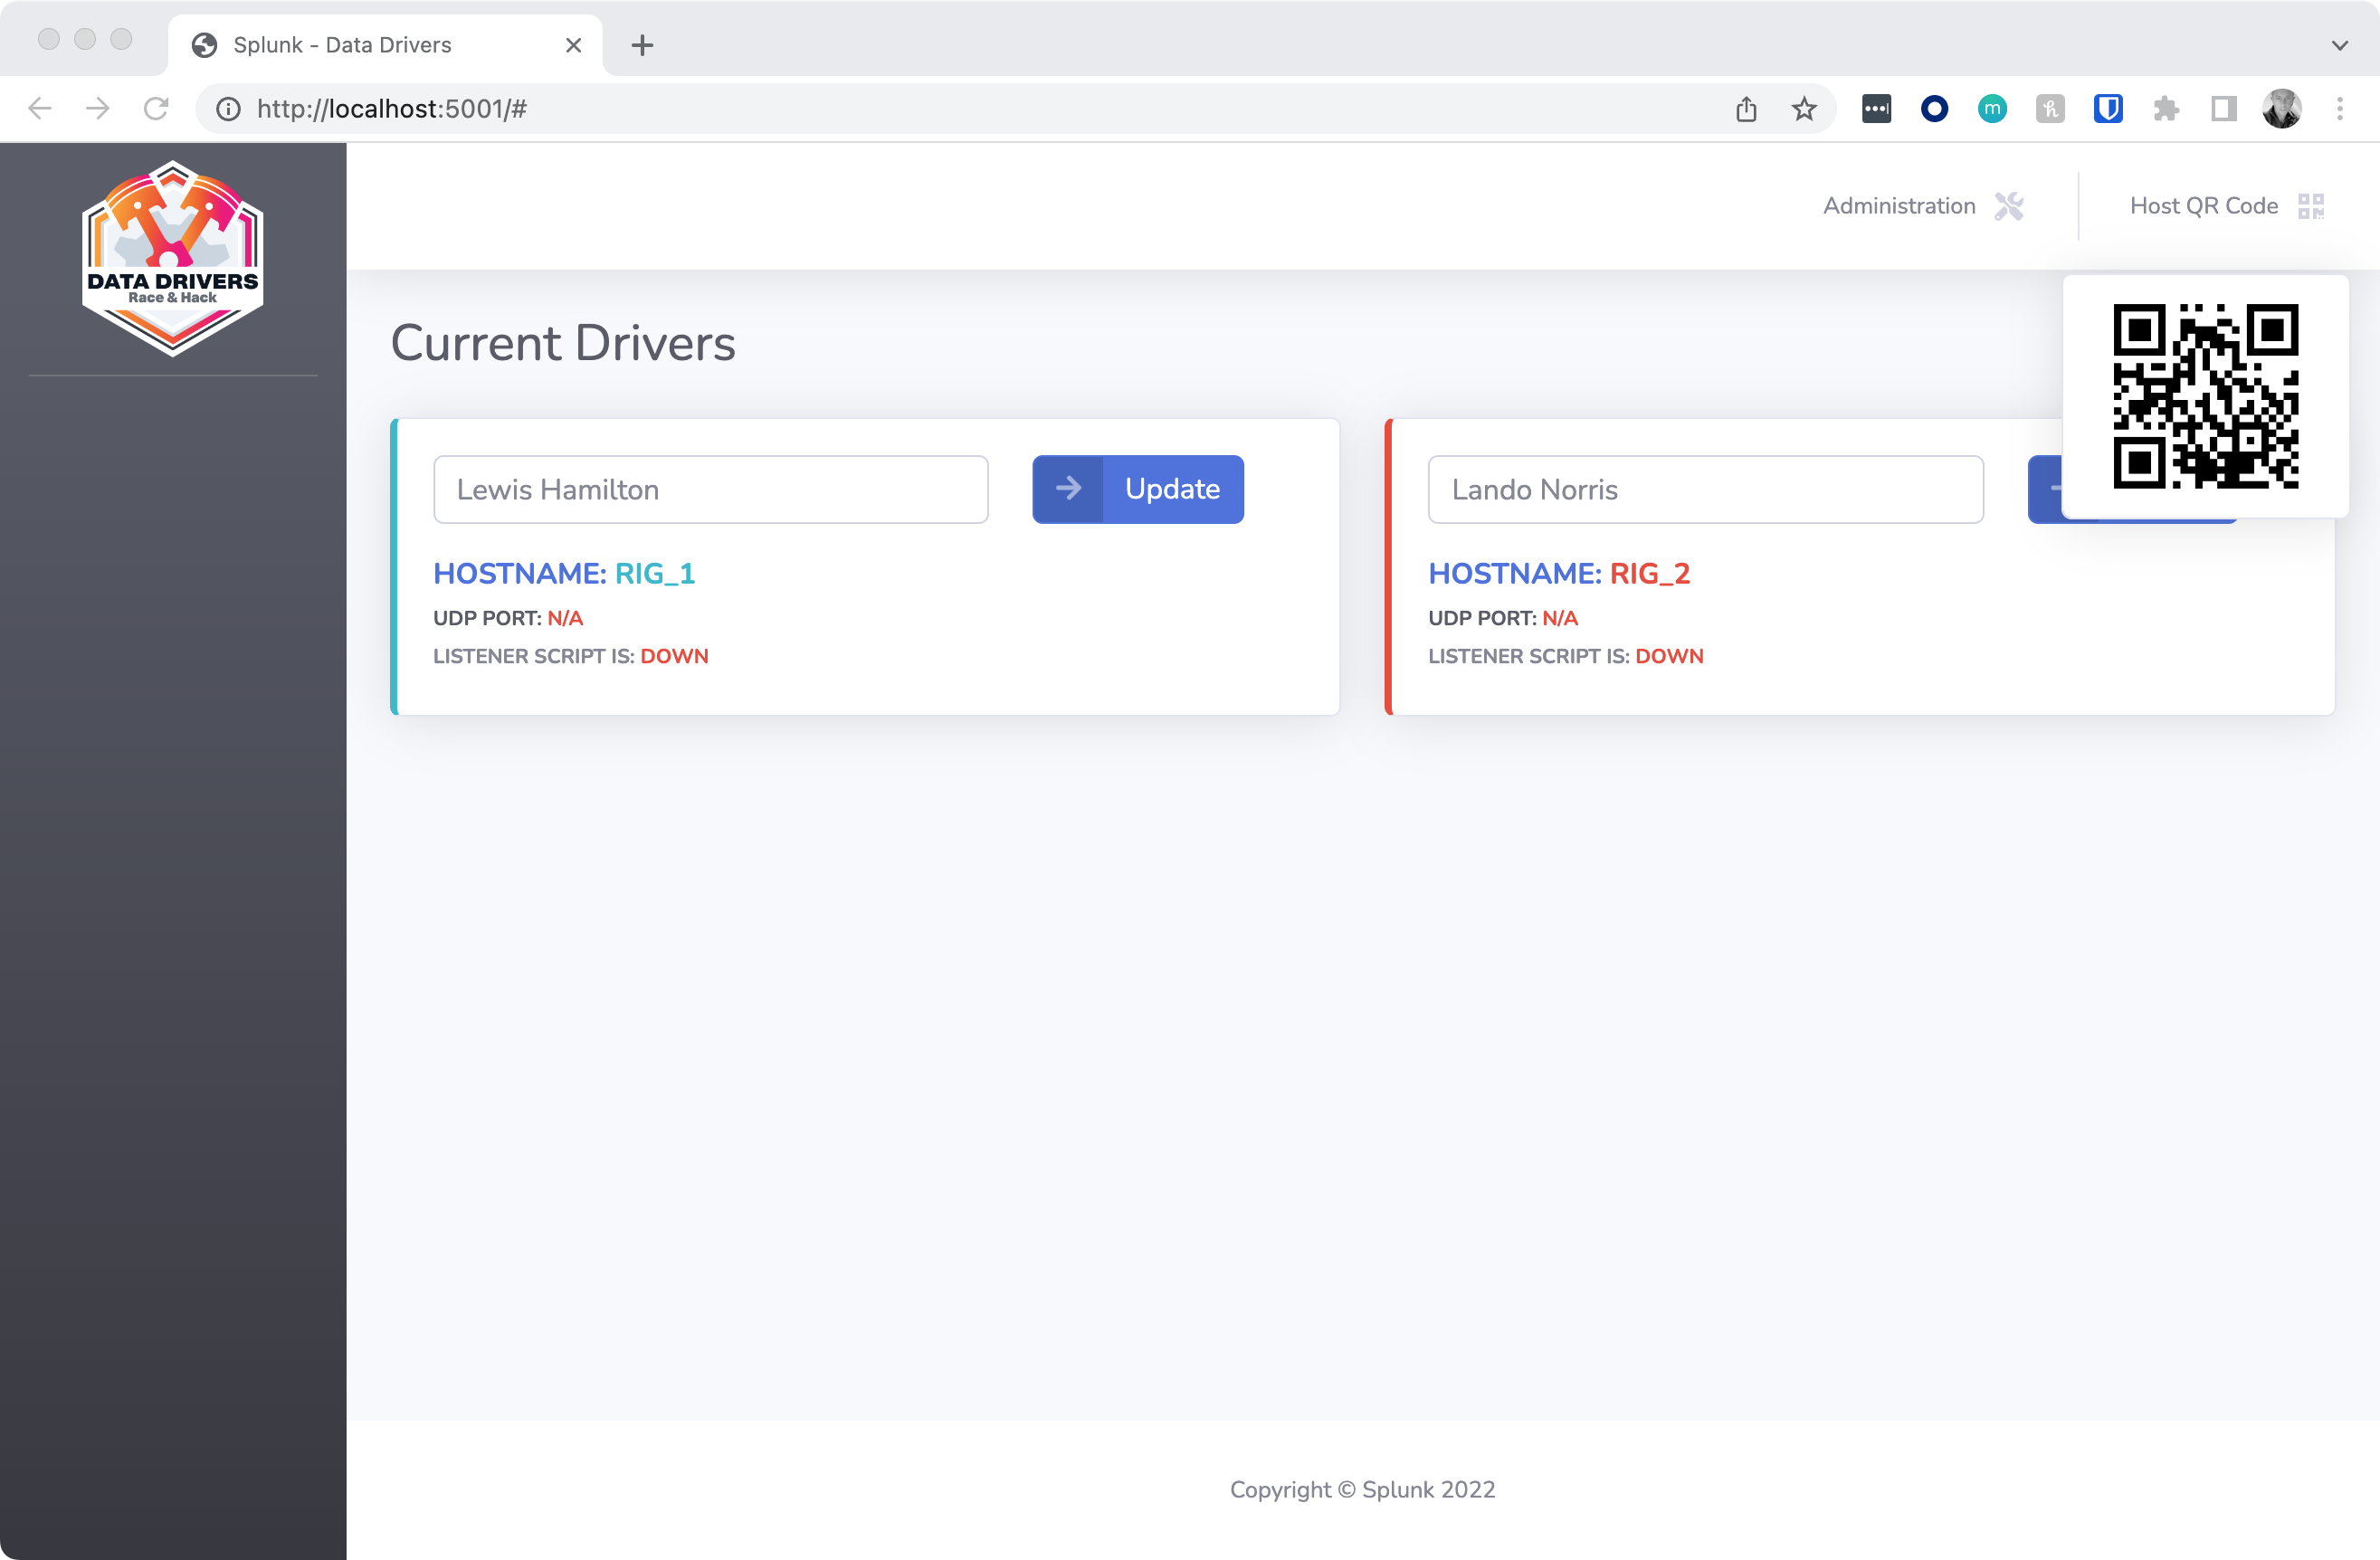 Splunk - Data Drivers
http://localhost:5001/#
m
h
DATA DRIVERS
Race & Hack
Administration
Host QR Code
Current Drivers
Lewis Hamilton
Update
Lando Norris
HOSTNAME: RIG_1
UDP PORT: N/A
LISTENER SCRIPT IS: DOWN
HOSTNAME: RIG_2
UDP PORT: N/A
LISTENER SCRIPT IS: DOWN
Copyright © Splunk 2022